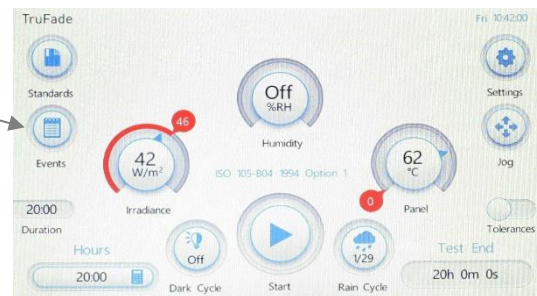 TruFade
Fri 10:42:00
Standards
Settings
Off
%RH
Humidity
46
Events
42
W/m²
Irradiance
ISO 105-B04 1994 Option 1
62
°C
0
Panel
Jog
20:00
Duration
Tolerances
Hours
20:00
Off
Dark Cycle
Start
1/29
Rain Cycle
Test End
20h 0m 0s